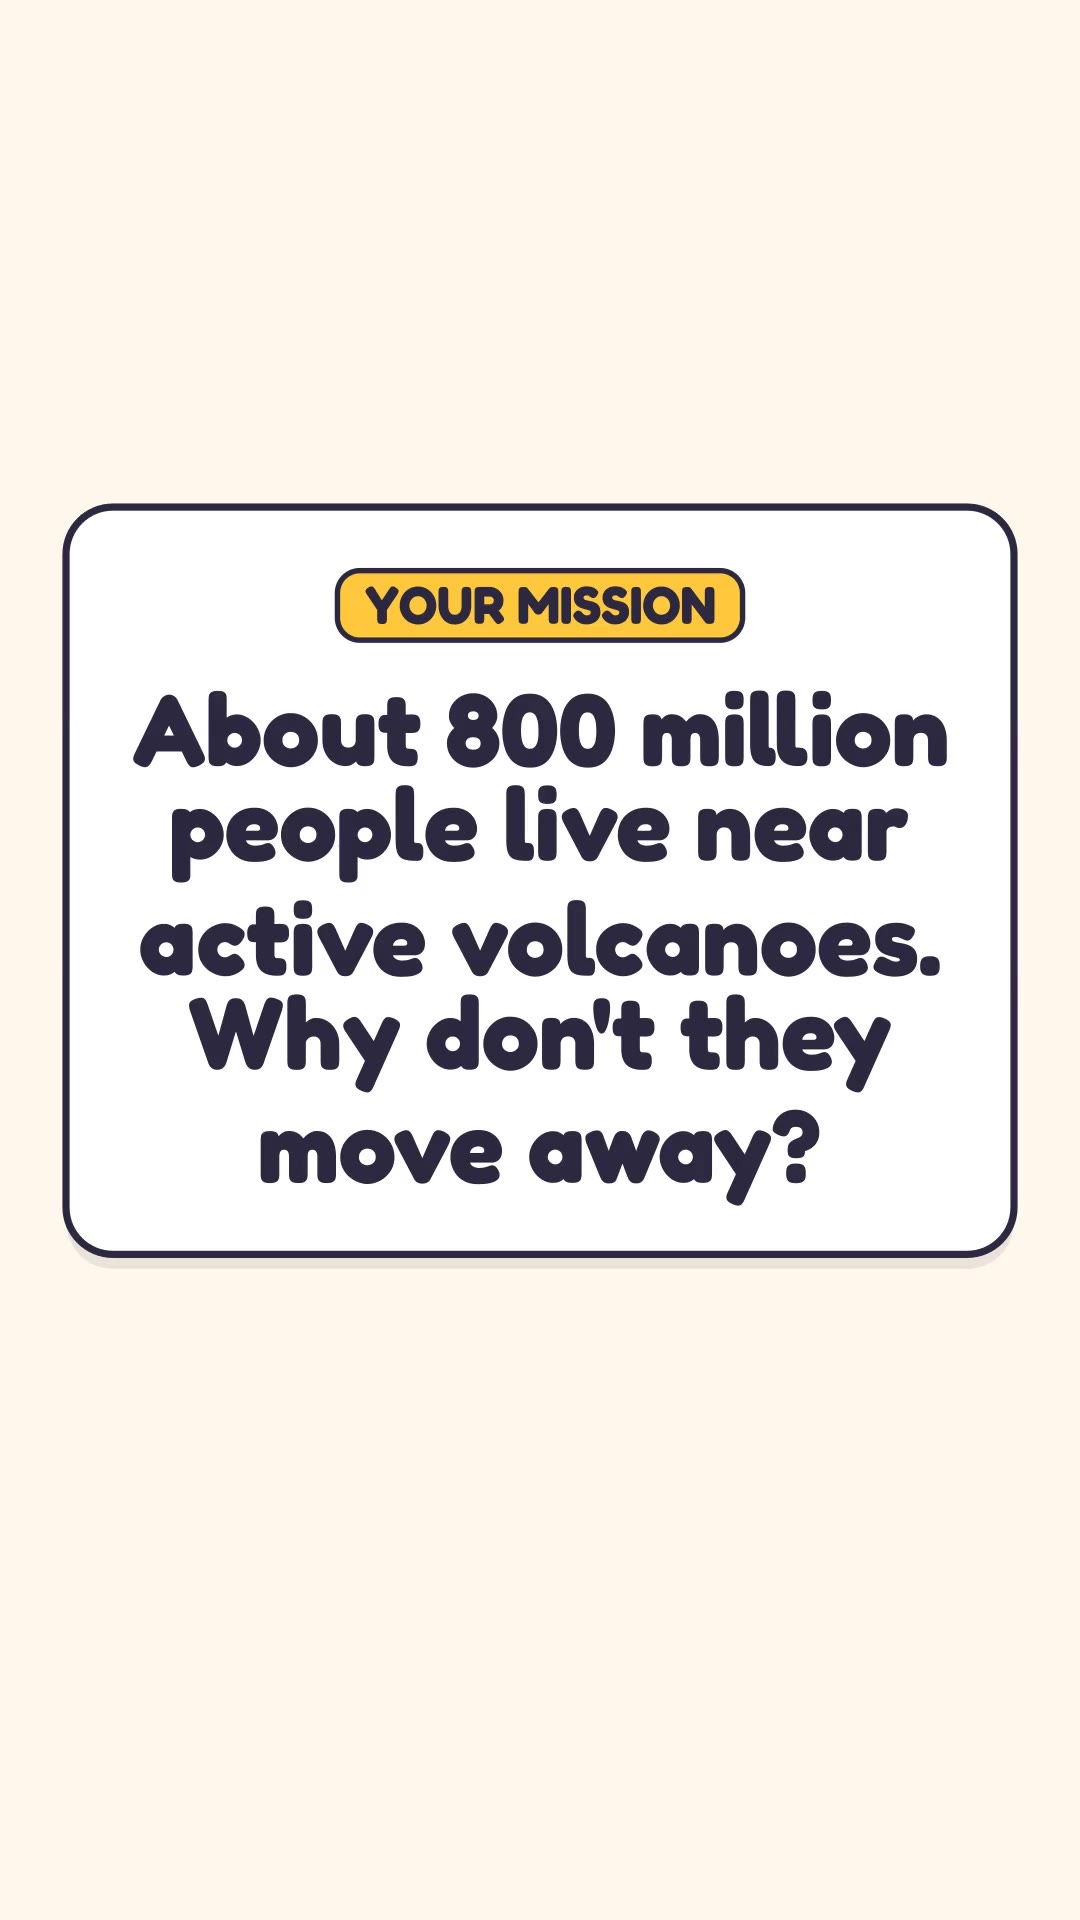 YOUR MISSION
About 800 million
people live near
active volcanoes.
Why don't they
move away?